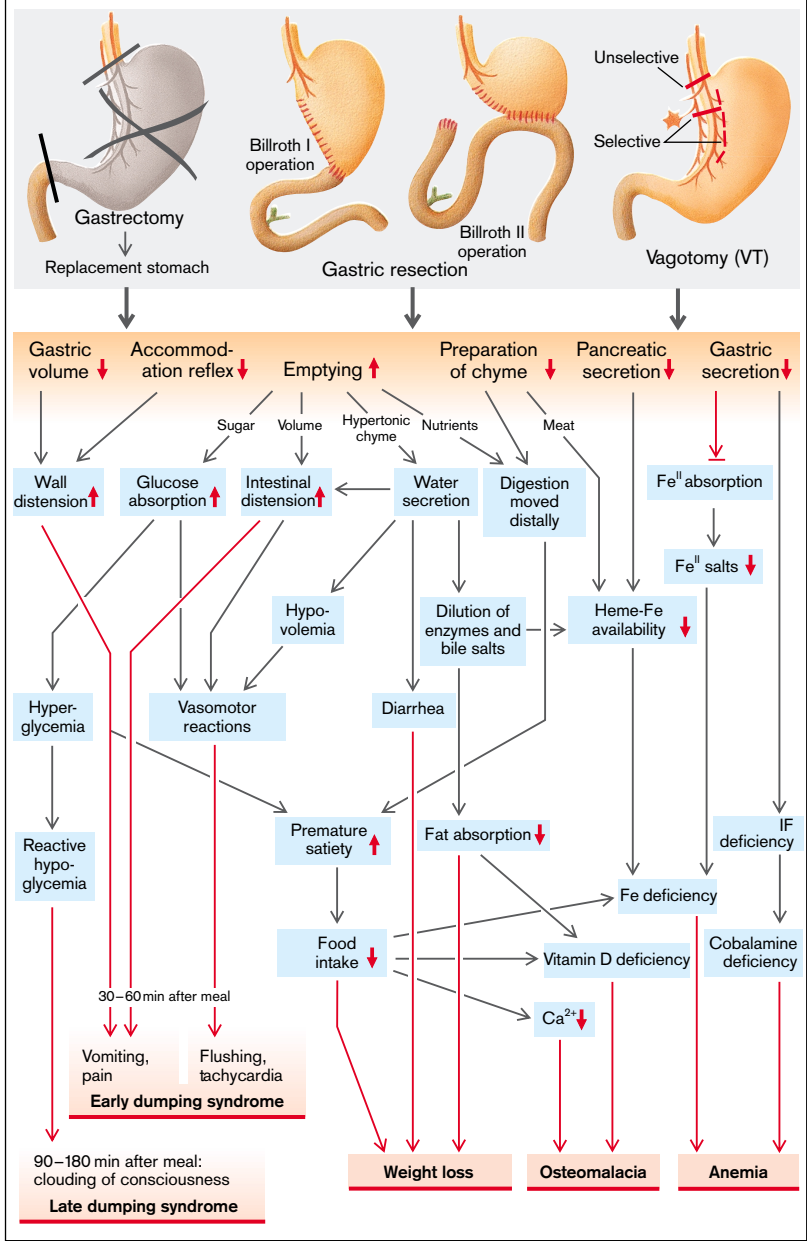 Unselective
Selective
Billroth I
operation
Billroth II
operation
Gastrectomy
Replacement stomach
Gastric resection
Vagotomy (VT)
Gastric
volume
Accommod-
ation reflex
Emptying
Preparation
of chyme
Pancreatic
secretion
Gastric
secretion
Sugar
Volume
Hypertonic
chyme
Nutrients
Meat
Wall
distension
Glucose
absorption
Intestinal
distension
Water
secretion
Digestion
moved
distally
Fe^II absorption
Fe^II salts
Hypo-
volemia
Dilution of
enzymes and
bile salts
Heme-Fe
availability
Hyper-
glycemia
Vasomotor
reactions
Diarrhea
Reactive
hypo-
glycemia
Premature
satiety
Fat absorption
IF
deficiency
Fe deficiency
Food
intake
Vitamin D deficiency
Cobalamine
deficiency
Ca²⁺
30–60 min after meal
Vomiting,
pain
Flushing,
tachycardia
Early dumping syndrome
90–180 min after meal:
clouding of consciousness
Late dumping syndrome
Weight loss
Osteomalacia
Anemia